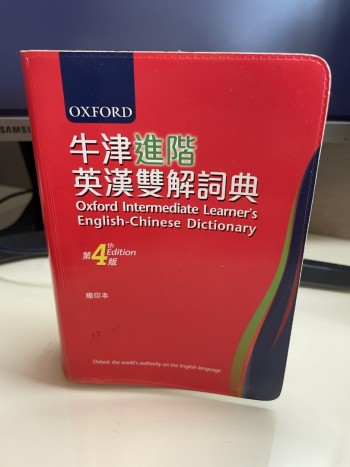 SAMSUNG
OXFORD
牛津進階
英漢雙解詞典
Oxford Intermediate Learner's
English-Chinese Dictionary
第4th Edition版
縮印本
Oxford: the world's authority on the English language